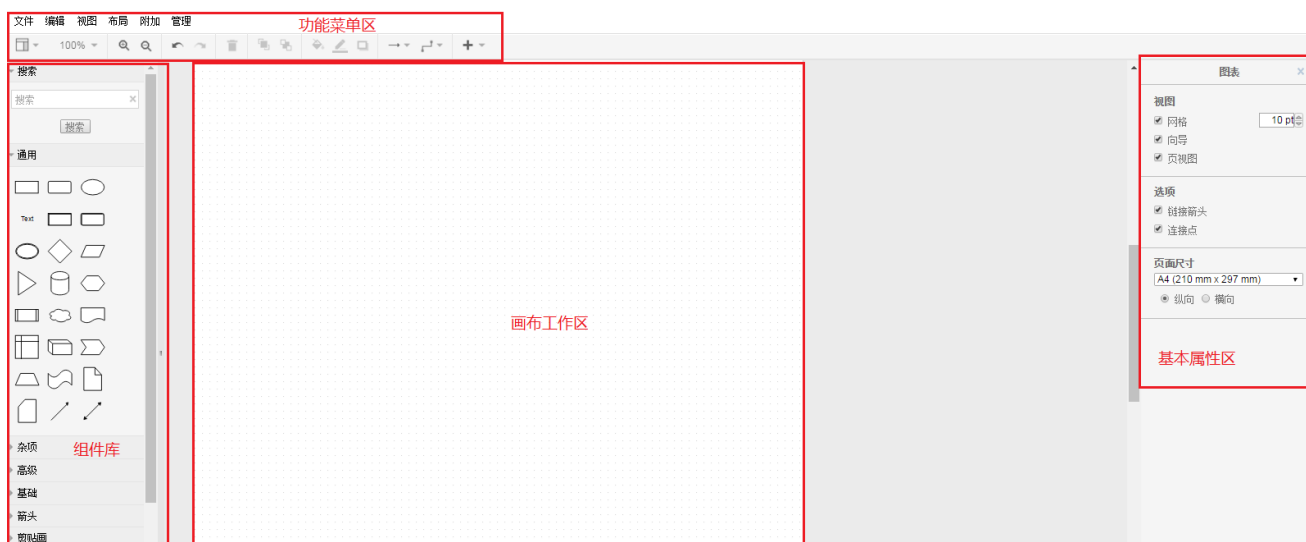 文件 编辑 视图 布局 附加 管理
功能菜单区
100%
搜索
搜索
搜索
通用
Text
组件库
杂项
高级
基础
箭头
剪贴画
画布工作区
图表
视图
网格 10 pt
向导
页视图
选项
链接箭头
连接点
页面尺寸
A4 (210 mm x 297 mm)
纵向 横向
基本属性区